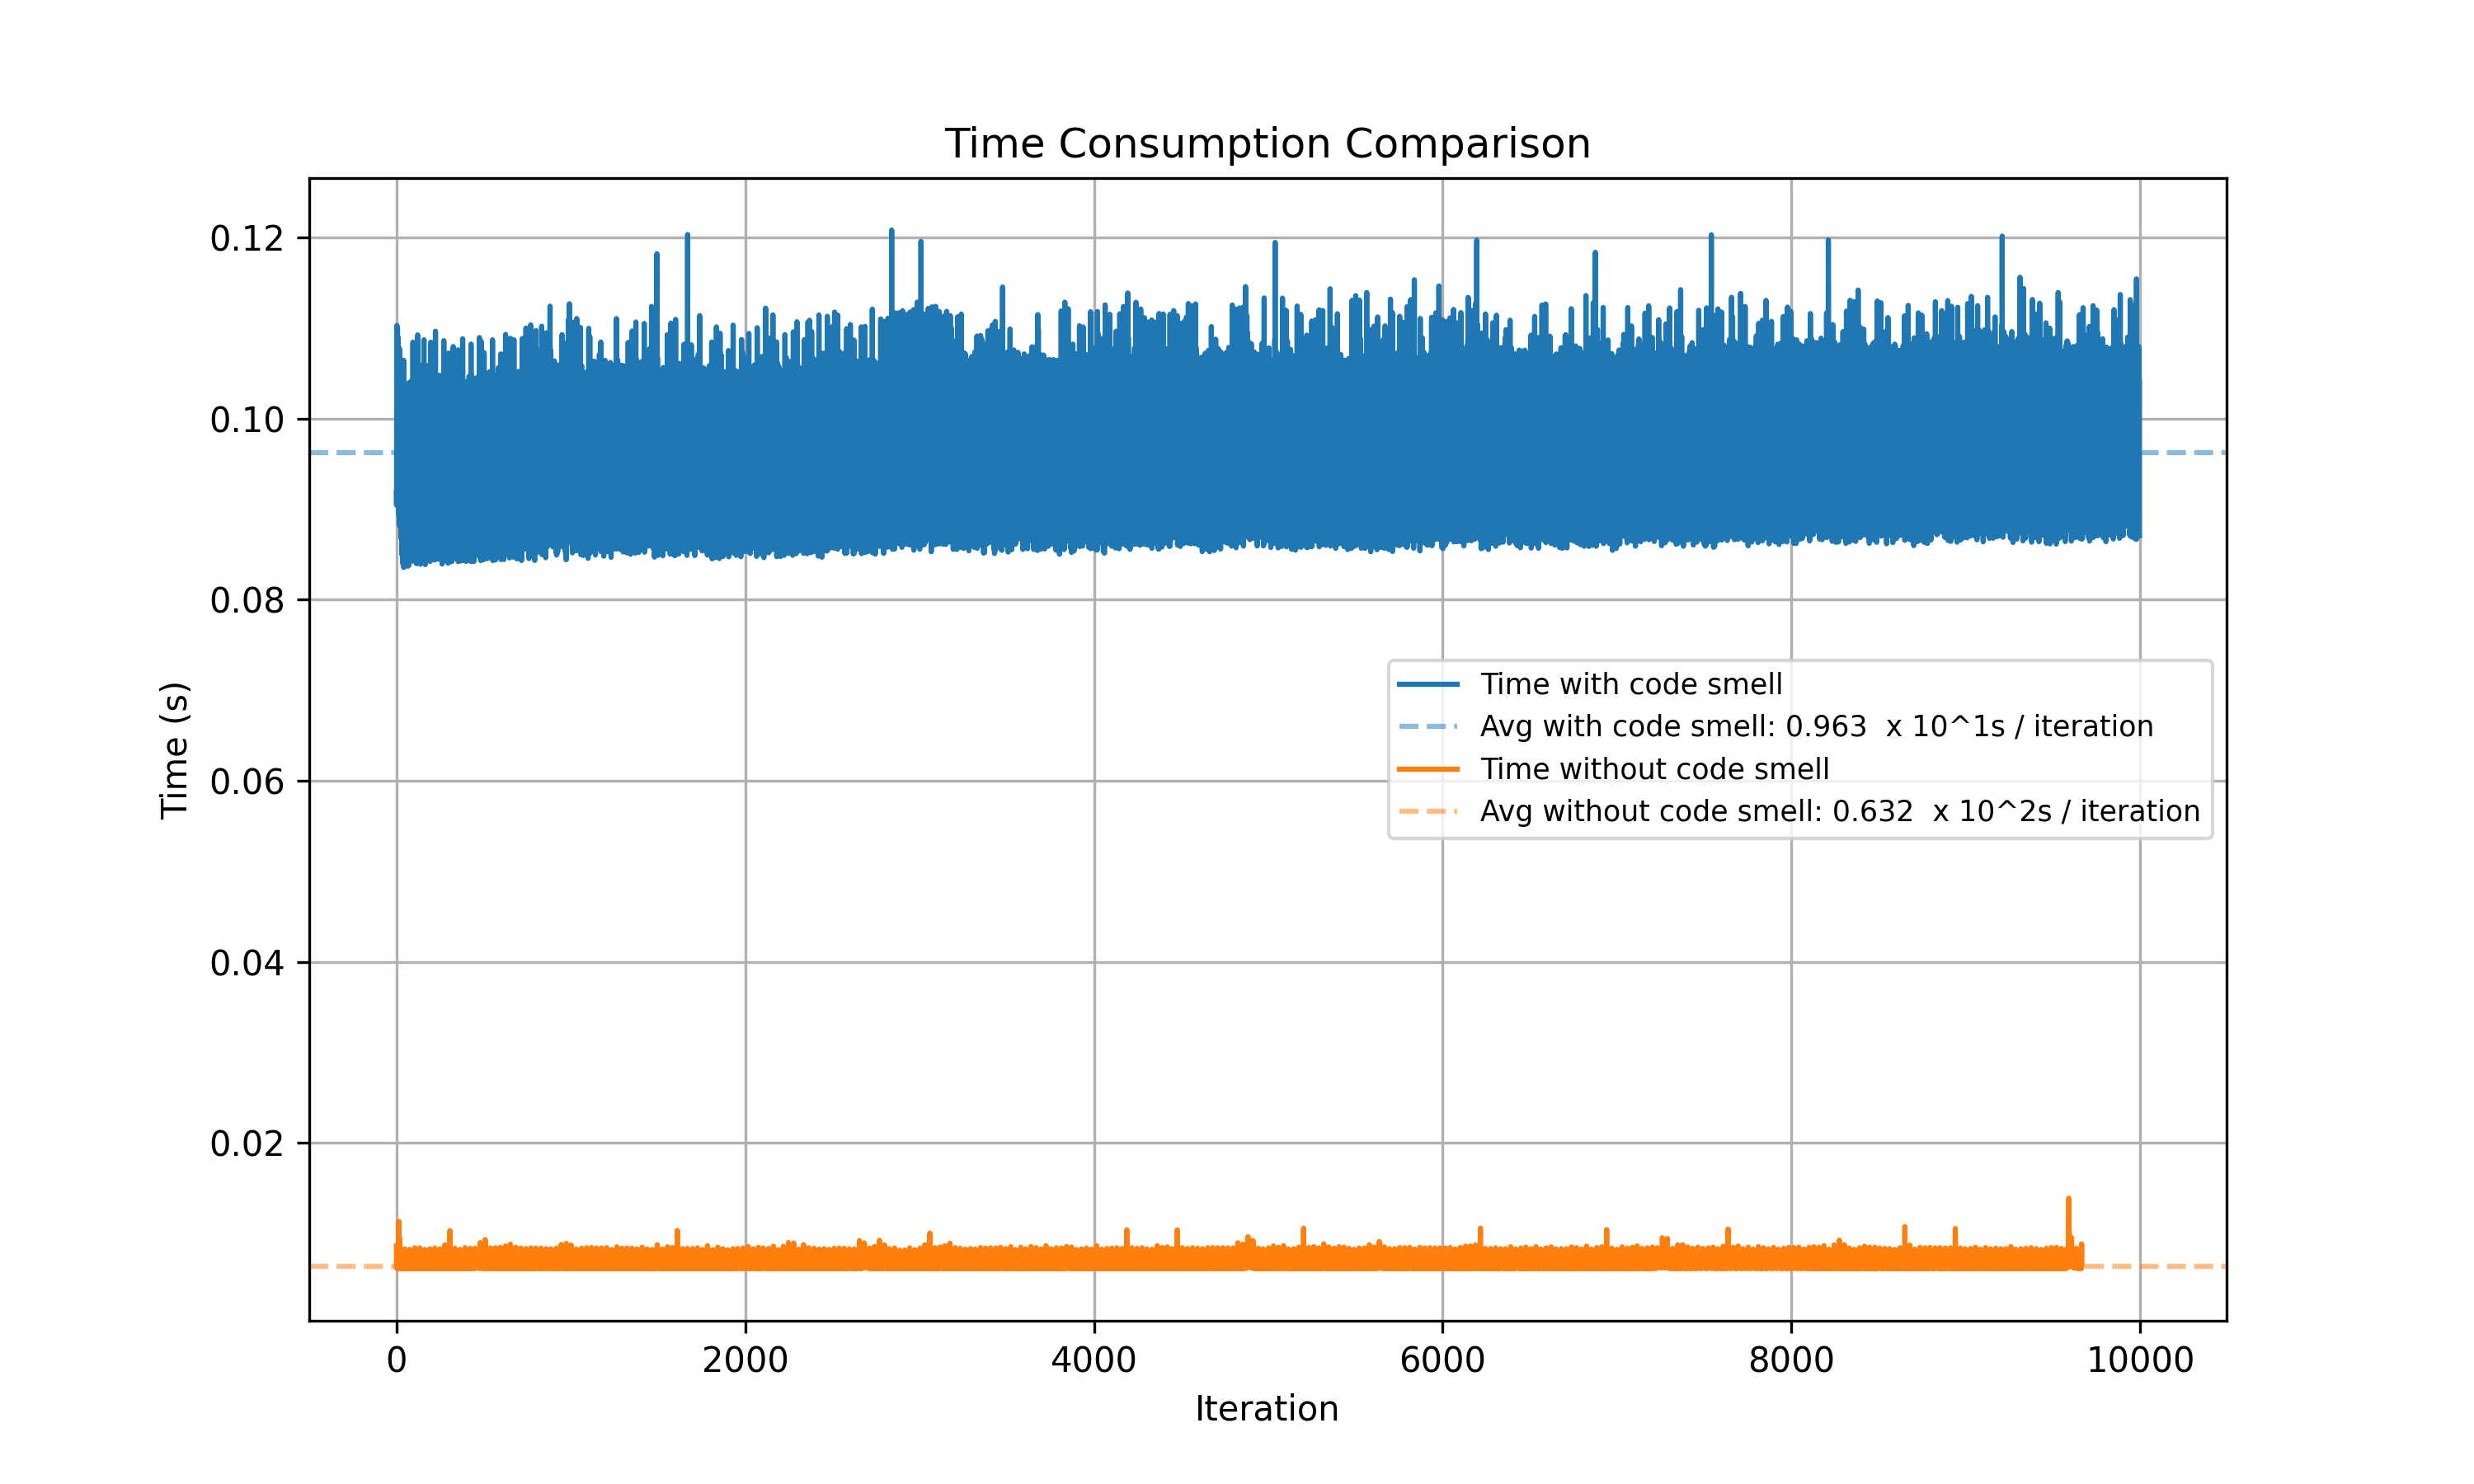 Time Consumption Comparison
0.12
0.10
0.08
0.06
0.04
0.02
Time (s)
Time with code smell
Avg with code smell: 0.963  x 10^1s / iteration
Time without code smell
Avg without code smell: 0.632  x 10^2s / iteration
0 2000 4000 6000 8000 10000
Iteration